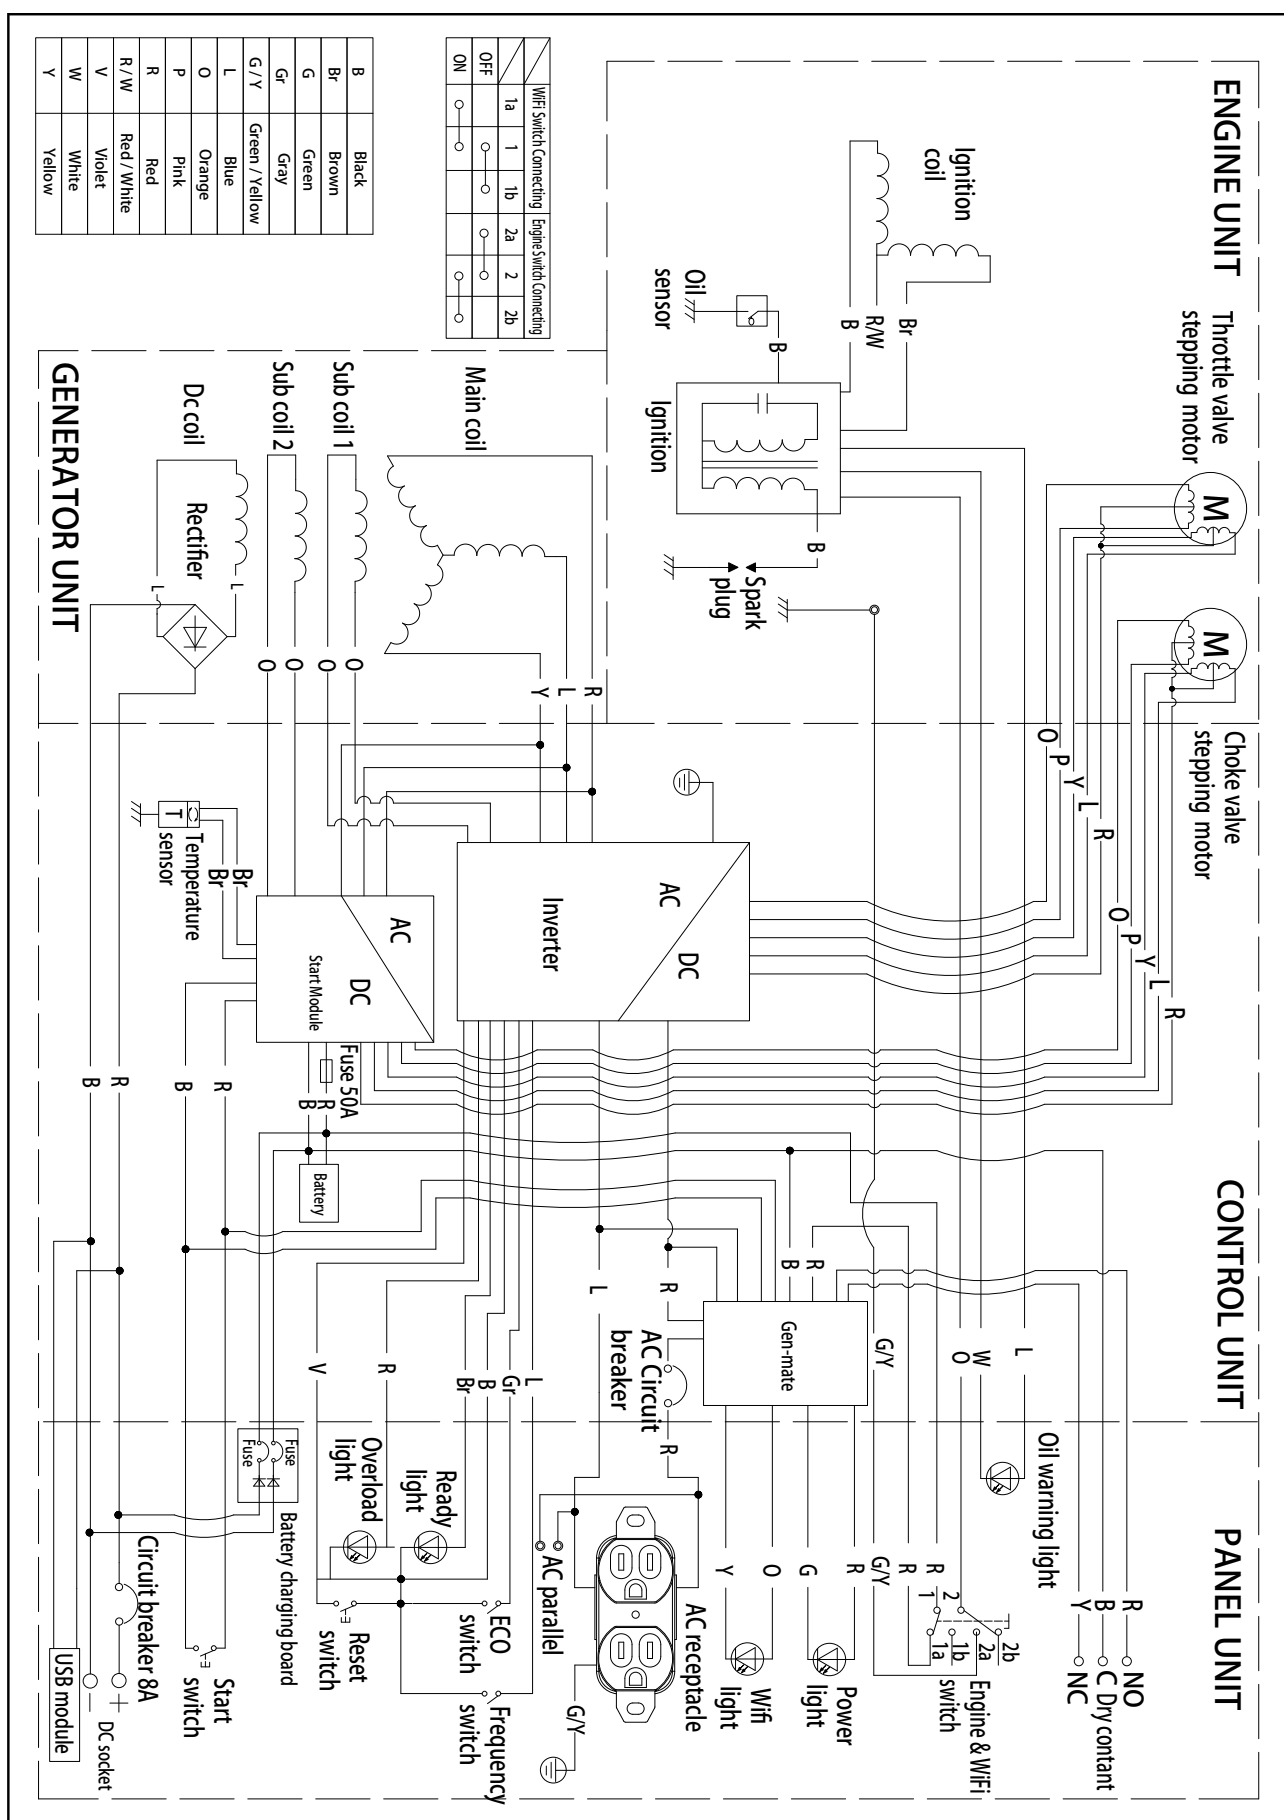 ENGINE UNIT
CONTROL UNIT
PANEL UNIT
Throttle valve
stepping motor
M
M
Choke valve
stepping motor
O
P
Y
L
R
O
P
Y
L
R
Ignition
coil
Br
R/W
B
Oil
sensor
B
Ignition
B
Spark
plug
G/Y
L
W
O
Oil warning light
R
B
Y
NO
C
NC
Dry contant
R
R
G/Y
1
2
2b
2a
1b
1a
Engine & WiFi
switch
R
B
Gen-mate
R
G
O
Y
Power
light
Wifi
light
R
AC Circuit
breaker
R
L
AC receptacle
G/Y
AC parallel
WiFi Switch Connecting
Engine Switch Connecting
1a
1
1b
2a
2
2b
OFF
ON
B
Black
Br
Brown
G
Green
Gr
Gray
G / Y
Green / Yellow
L
Blue
O
Orange
P
Pink
R
Red
R / W
Red / White
V
Violet
W
White
Y
Yellow
Main coil
R
L
Y
Sub coil 1
Sub coil 2
O
O
O
O
Dc coil
L
L
Rectifier
GENERATOR UNIT
AC
DC
Inverter
AC
DC
Start Module
T
Temperature
sensor
Br
Br
Fuse 50A
R
B
Battery
R
B
R
B
L
Gr
B
Br
R
V
Ready
light
Overload
light
ECO
switch
Frequency
switch
Reset
switch
Fuse
Fuse
Battery charging board
Start
switch
Circuit breaker 8A
+
−
DC socket
USB module